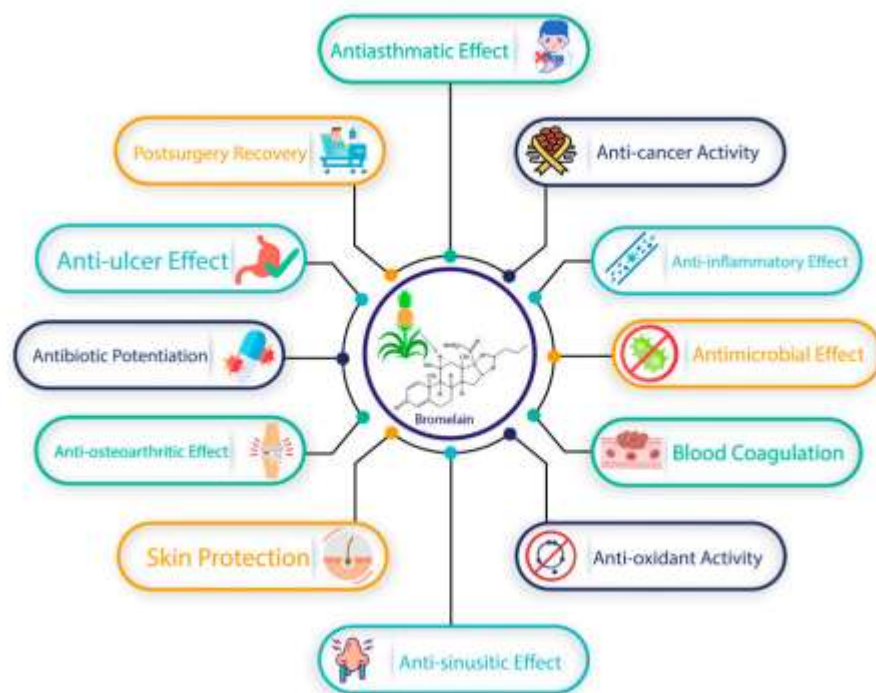 Antiasthmatic Effect
Postsurgery Recovery
Anti-cancer Activity
Anti-ulcer Effect
Anti-inflammatory Effect
Antibiotic Potentiation
Antimicrobial Effect
Bromelain
Anti-osteoarthritic Effect
Blood Coagulation
Skin Protection
Anti-oxidant Activity
Anti-sinusitic Effect